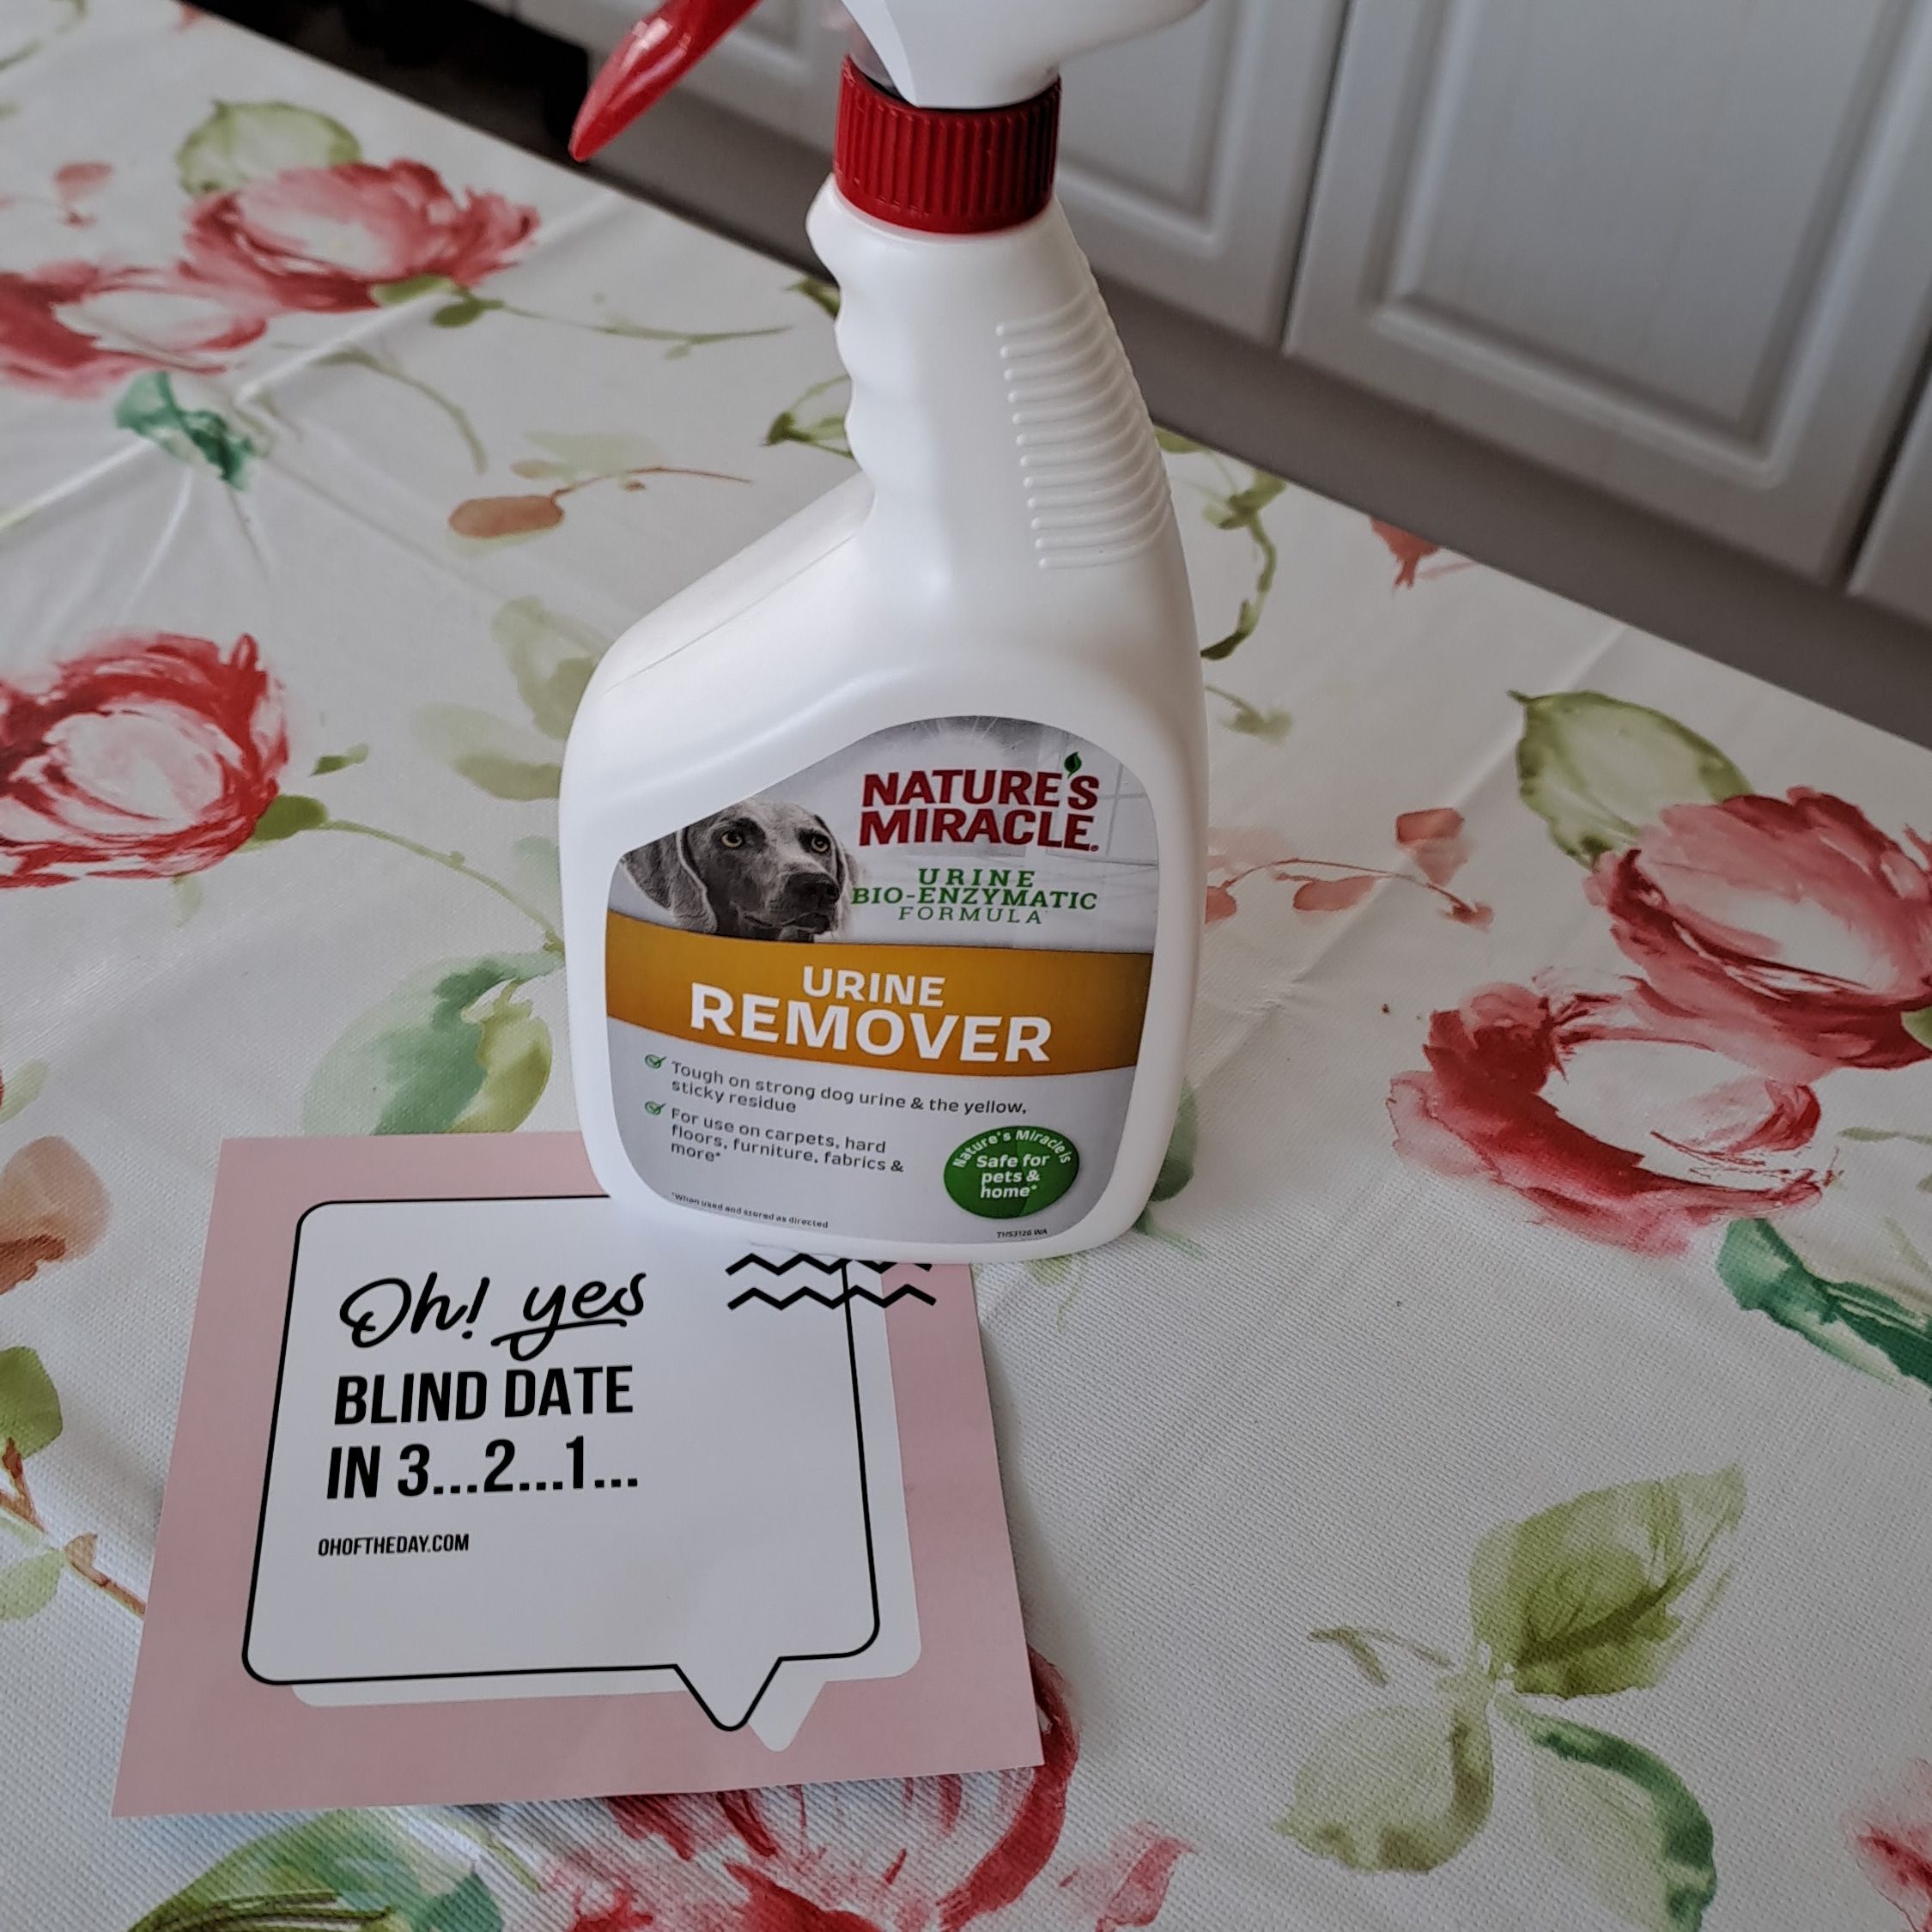 NATURE'S
MIRACLE®
URINE
BIO-ENZYMATIC
FORMULA
URINE
REMOVER
Tough on strong dog urine & the yellow,
sticky residue
For use on carpets, hard
floors, furniture, fabrics &
more*
Nature's Miracle is
Safe for
pets &
home*
*When used and stored as directed
THS3126 WA
Oh! yes
BLIND DATE
IN 3...2...1...
OHOFTHEDAY.COM